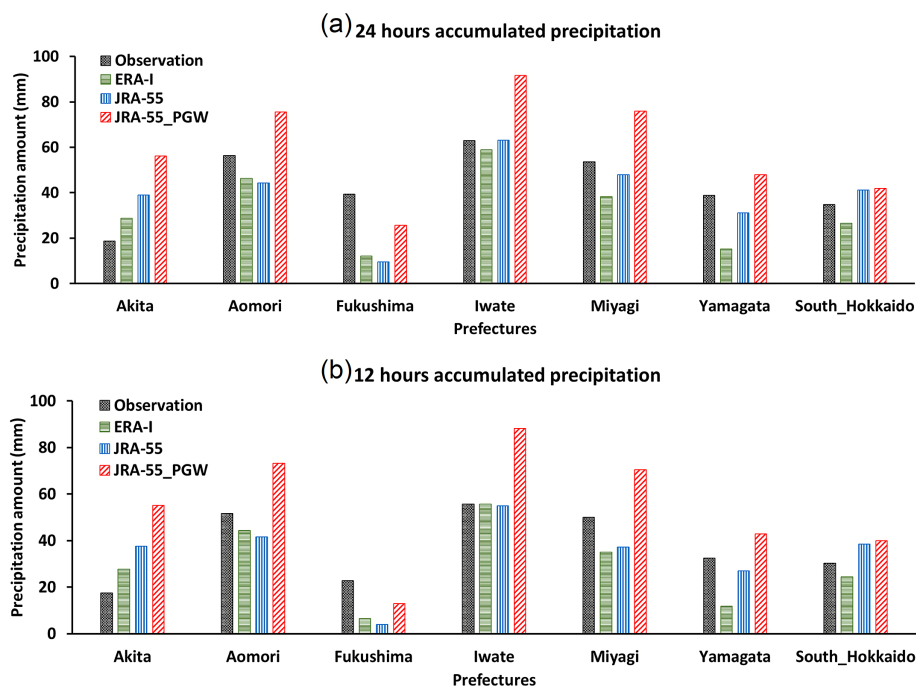 (a) 24 hours accumulated precipitation
Precipitation amount (mm)
100
80
60
40
20
0
Observation
ERA-I
JRA-55
JRA-55_PGW
Akita Aomori Fukushima Iwate Miyagi Yamagata South_Hokkaido
Prefectures
(b) 12 hours accumulated precipitation
Precipitation amount (mm)
100
80
60
40
20
0
Observation
ERA-I
JRA-55
JRA-55_PGW
Akita Aomori Fukushima Iwate Miyagi Yamagata South_Hokkaido
Prefectures